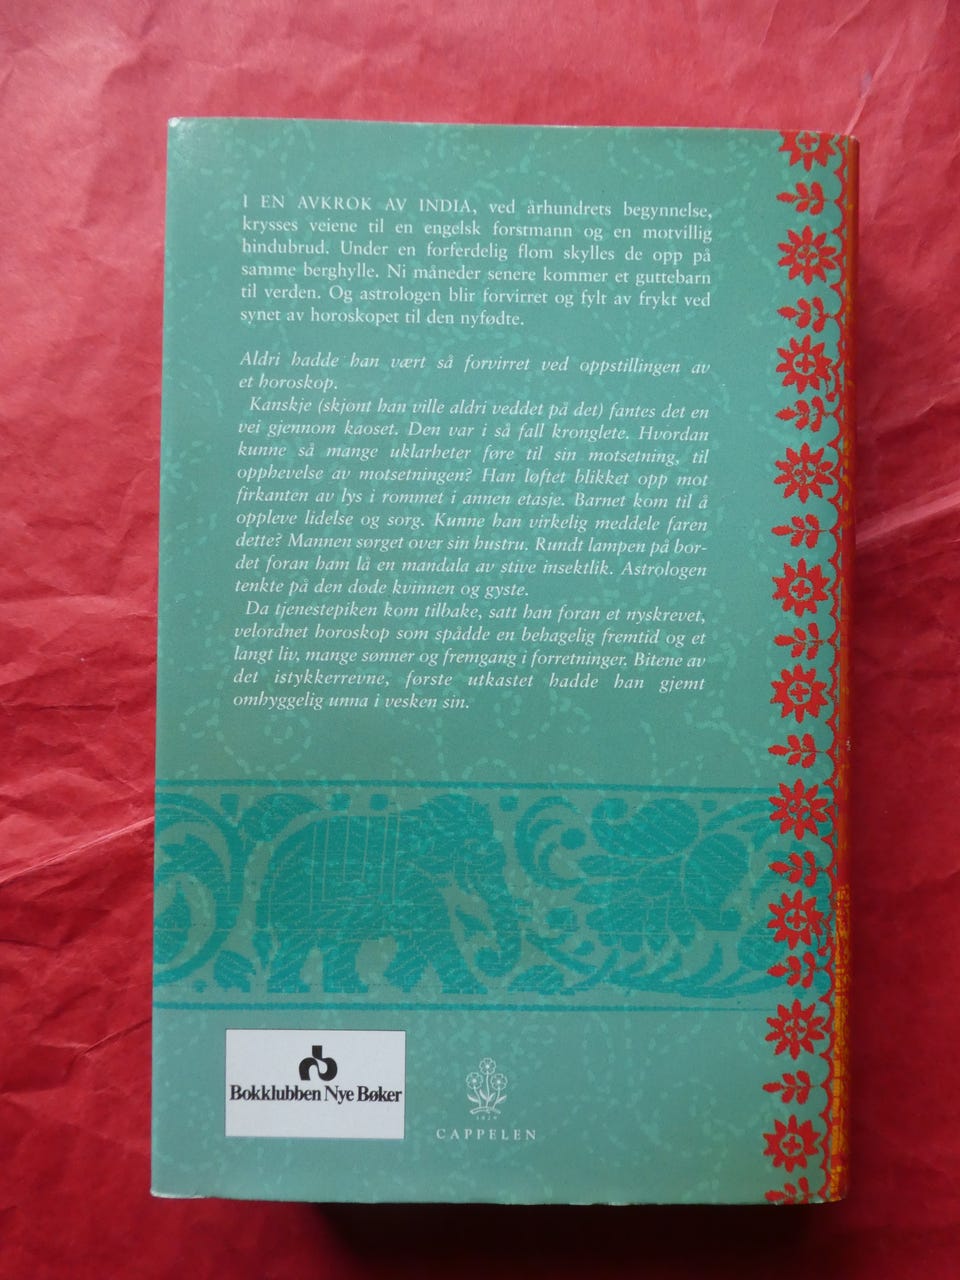 I EN AVKROK AV INDIA, ved århundrets begynnelse,
krysses veiene til en engelsk forstmann og en motvillig
hindubrud. Under en forferdelig flom skylles de opp på
samme berghylle. Ni måneder senere kommer et guttebarn
til verden. Og astrologen blir forvirret og fylt av frykt ved
synet av horoskopet til den nyfødte.
Aldri hadde han vært så forvirret ved oppstillingen av
et horoskop.
Kanskje (skjønt han ville aldri veddet på det) fantes det en
vei gjennom kaoset. Den var i så fall kronglete. Hvordan
kunne så mange uklarheter føre til sin motsetning, til
opphevelse av motsetningen? Han løftet blikket opp mot
firkanten av lys i rommet i annen etasje. Barnet kom til å
oppleve lidelse og sorg. Kunne han virkelig meddele faren
dette? Mannen sørget over sin hustru. Rundt lampen på bor-
det foran ham lå en mandala av stive insektlik. Astrologen
tenkte på den døde kvinnen og gyste.
Da tjenestepiken kom tilbake, satt han foran et nyskrevet,
velordnet horoskop som spådde en behagelig fremtid og et
langt liv, mange sønner og fremgang i forretninger. Bitene av
det istykkerrevne, første utkastet hadde han gjemt
omhyggelig unna i vesken sin.
Bokklubben Nye Bøker
1829
CAPPELEN